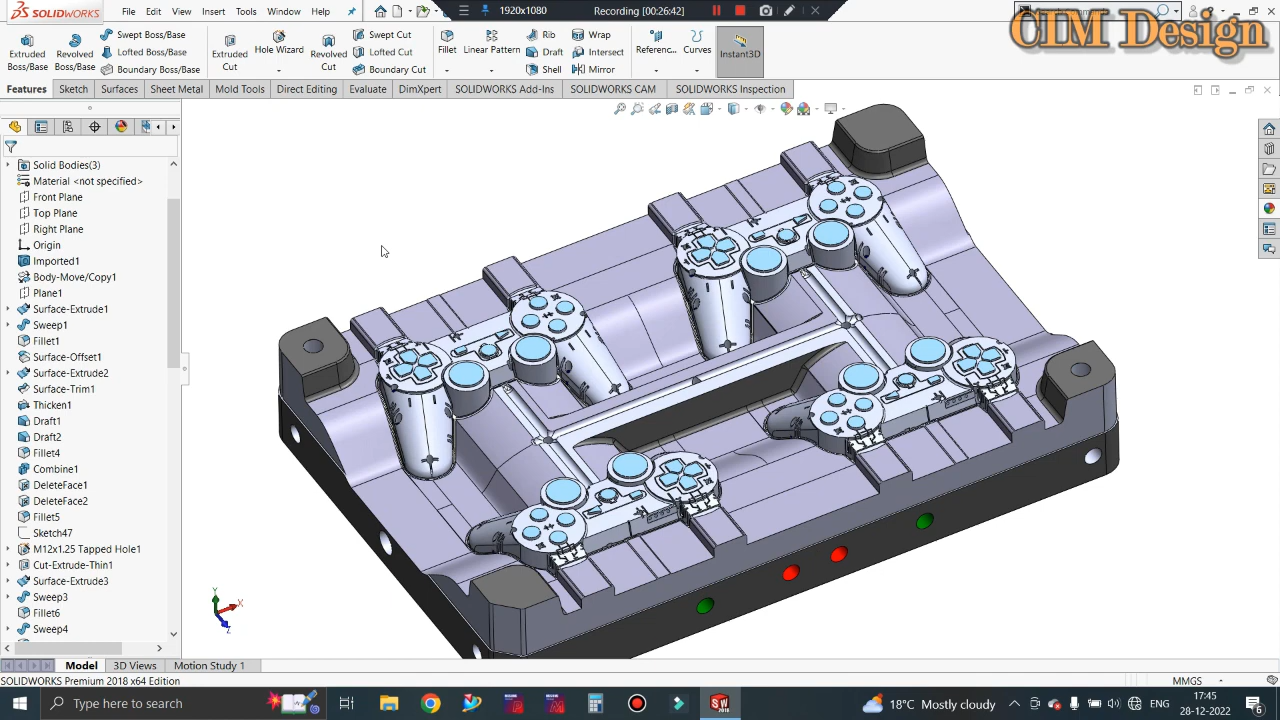 SOLIDWORKS File Edit View Insert Tools Window Help
1920x1080 Recording [00:26:42]
CIM Design
Extruded Boss/Base
Revolved Boss/Base
Swept Boss/Base
Lofted Boss/Base
Boundary Boss/Base
Extruded Cut
Hole Wizard
Revolved Cut
Swept Cut
Lofted Cut
Boundary Cut
Fillet
Linear Pattern
Rib
Draft
Shell
Wrap
Intersect
Mirror
Referenc...
Curves
Instant3D
Features Sketch Surfaces Sheet Metal Mold Tools Direct Editing Evaluate DimXpert SOLIDWORKS Add-Ins SOLIDWORKS CAM SOLIDWORKS Inspection
Solid Bodies(3)
Material <not specified>
Front Plane
Top Plane
Right Plane
Origin
Imported1
Body-Move/Copy1
Plane1
Surface-Extrude1
Sweep1
Fillet1
Surface-Offset1
Surface-Extrude2
Surface-Trim1
Thicken1
Draft1
Draft2
Fillet4
Combine1
DeleteFace1
DeleteFace2
Fillet5
Sketch47
M12x1.25 Tapped Hole1
Cut-Extrude-Thin1
Surface-Extrude3
Sweep3
Fillet6
Sweep4
Y
X
Z
Model 3D Views Motion Study 1
SOLIDWORKS Premium 2018 x64 Edition
MMGS
Type here to search
SW
2018
18°C Mostly cloudy
ENG
17:45
28-12-2022
6